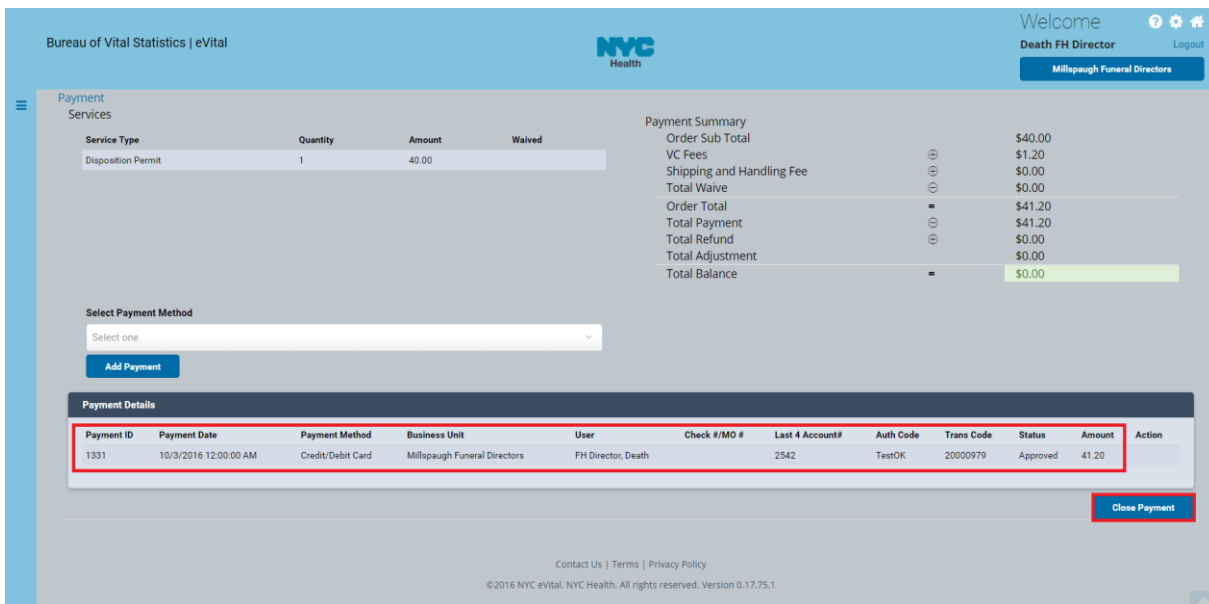 Bureau of Vital Statistics | eVital
NYC
Health
Welcome
Death FH Director Logout
Millspaugh Funeral Directors
Payment
Services
Service Type Quantity Amount Waived
Disposition Permit 1 40.00
Payment Summary
Order Sub Total $40.00
VC Fees $1.20
Shipping and Handling Fee $0.00
Total Waive $0.00
Order Total = $41.20
Total Payment $41.20
Total Refund $0.00
Total Adjustment $0.00
Total Balance = $0.00
Select Payment Method
Select one
Add Payment
Payment Details
Payment ID Payment Date Payment Method Business Unit User Check #/MO # Last 4 Account# Auth Code Trans Code Status Amount Action
1331 10/3/2016 12:00:00 AM Credit/Debit Card Millspaugh Funeral Directors FH Director, Death 2542 TestOK 20000979 Approved 41.20
Close Payment
Contact Us | Terms | Privacy Policy
©2016 NYC eVital. NYC Health. All rights reserved. Version 0.17.75.1